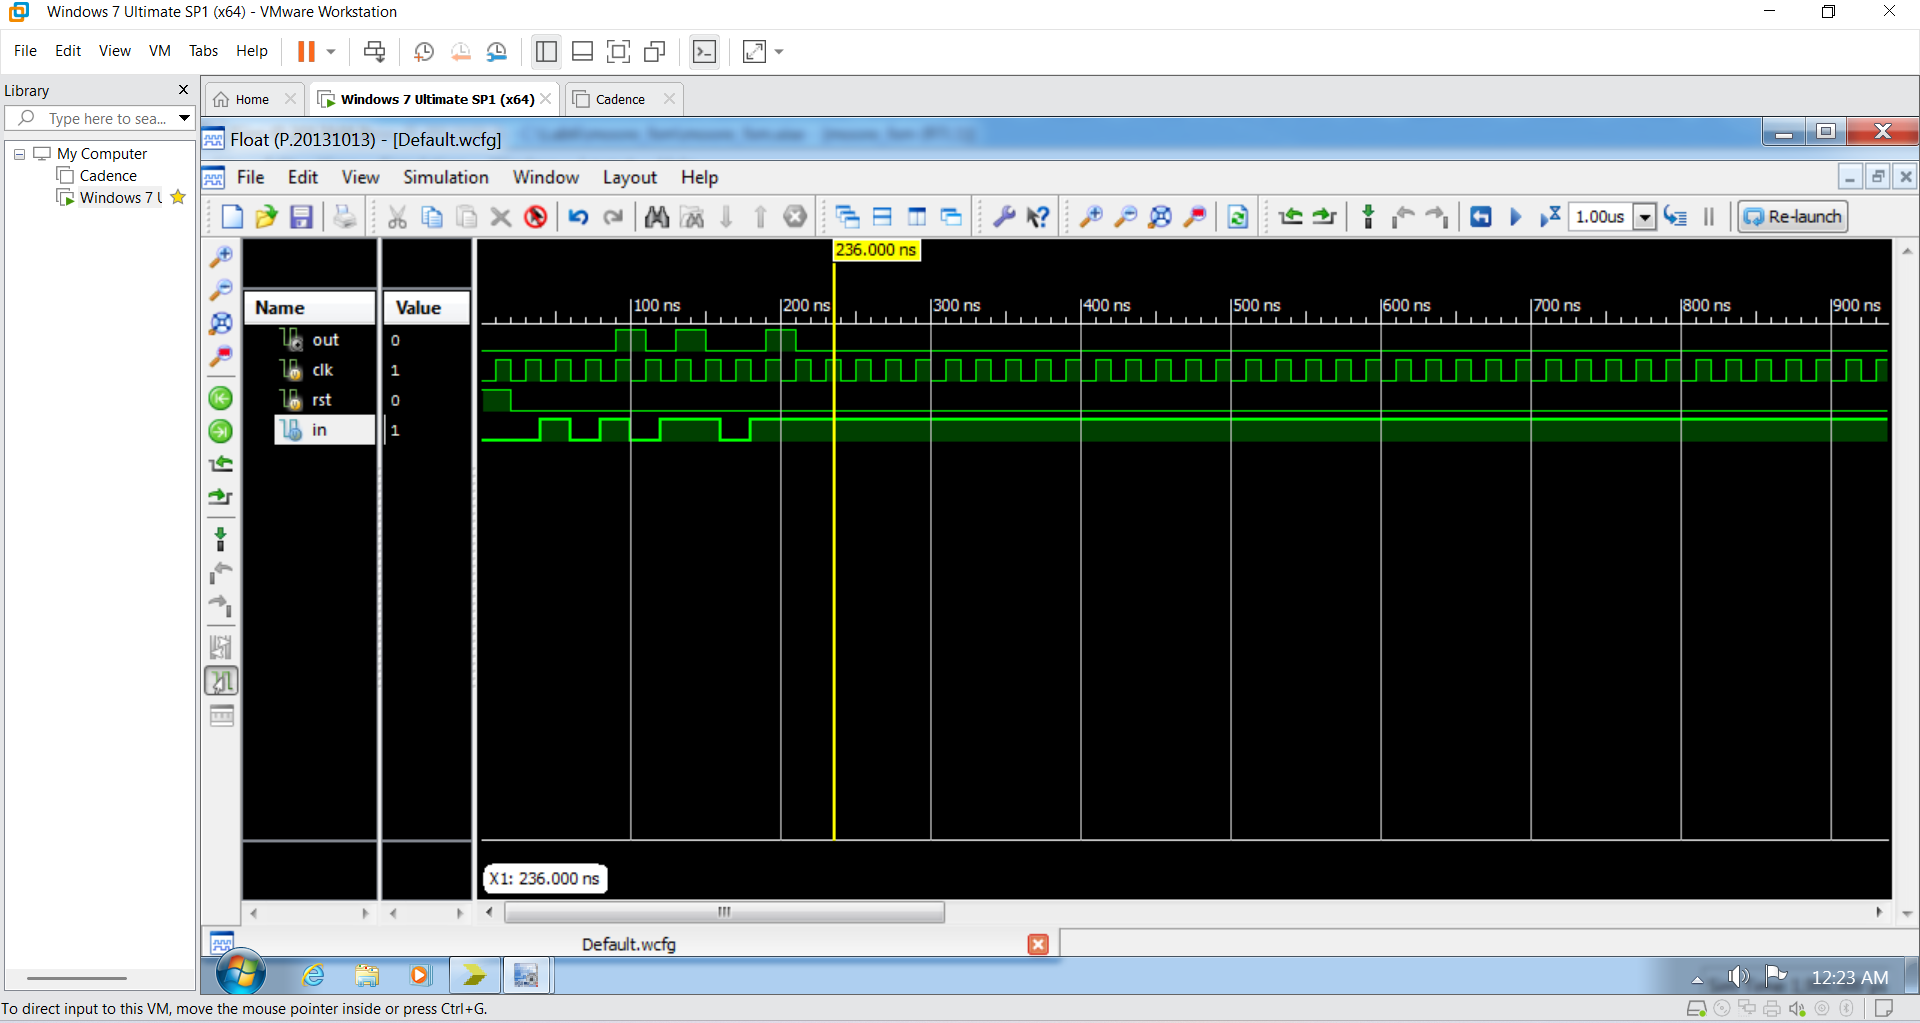 Windows 7 Ultimate SP1 (x64) - VMware Workstation
File Edit View VM Tabs Help
Library
Type here to sea...
My Computer
Cadence
Windows 7 U
Home
Windows 7 Ultimate SP1 (x64)
Cadence
Float (P.20131013) - [Default.wcfg]
File Edit View Simulation Window Layout Help
1.00us
Re-launch
236.000 ns
Name Value
100 ns 200 ns 300 ns 400 ns 500 ns 600 ns 700 ns 800 ns 900 ns
out 0
clk 1
rst 0
in 1
X1: 236.000 ns
Default.wcfg
12:23 AM
To direct input to this VM, move the mouse pointer inside or press Ctrl+G.